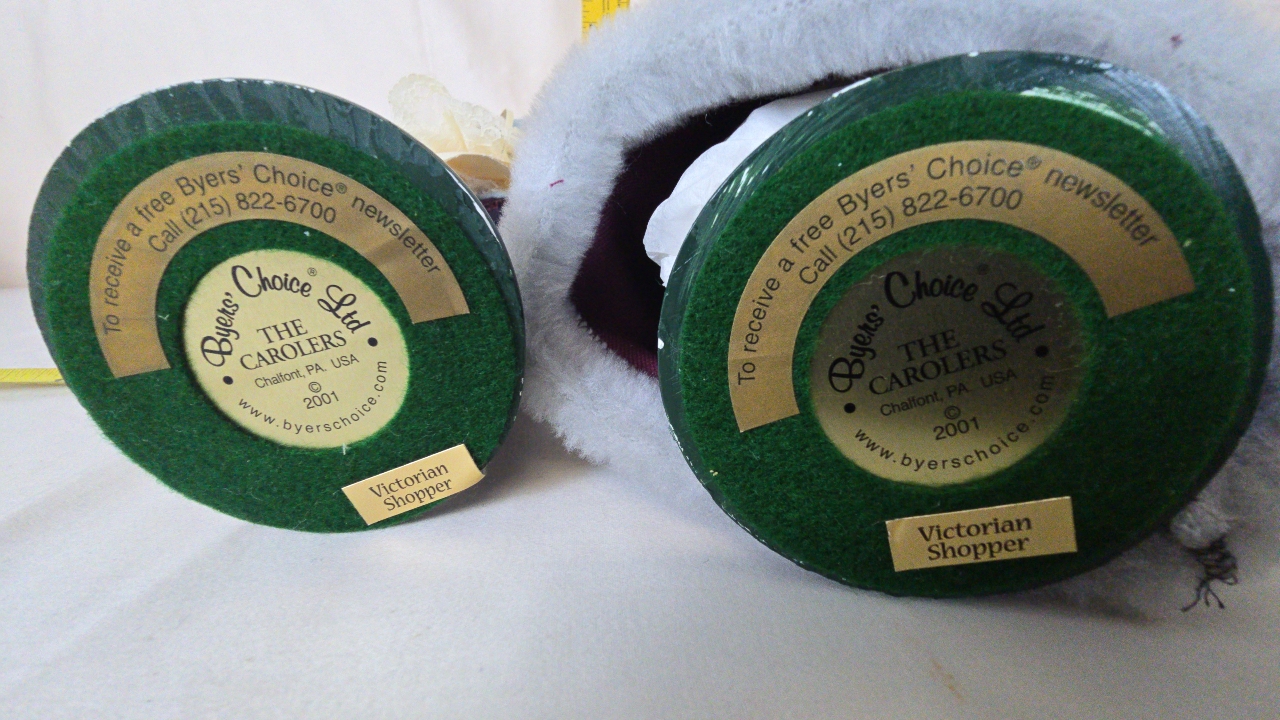 To receive a free Byers' Choice® newsletter
Call (215) 822-6700
Byers' Choice® Ltd
THE
CAROLERS
Chalfont, PA. USA
©
2001
www.byerschoice.com
Victorian
Shopper
To receive a free Byers' Choice® newsletter
Call (215) 822-6700
Byers' Choice® Ltd
THE
CAROLERS
Chalfont, PA. USA
©
2001
www.byerschoice.com
Victorian
Shopper